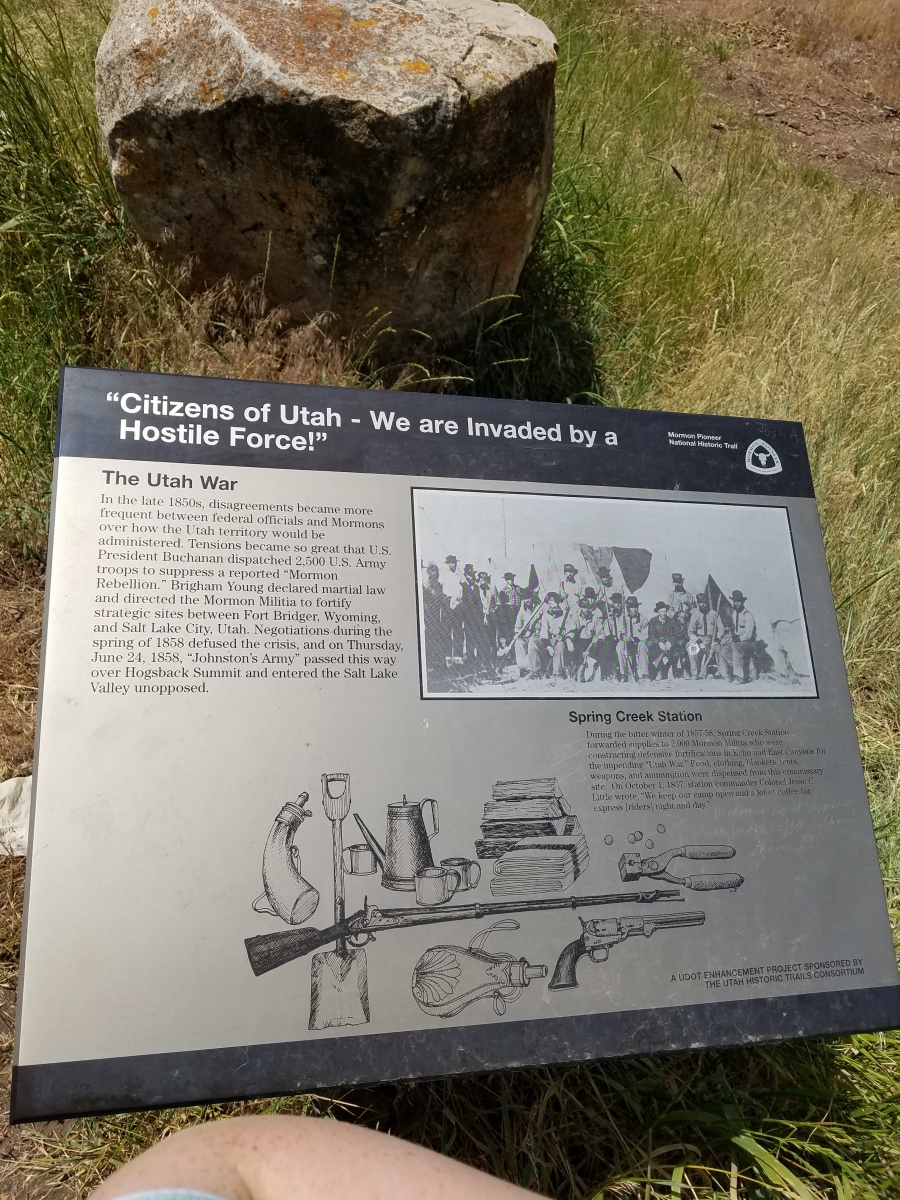 “Citizens of Utah - We are Invaded by a
Hostile Force!”
Mormon Pioneer
National Historic Trail
Josh A
The Utah War
In the late 1850s, disagreements became more
frequent between federal officials and Mormons
over how the Utah territory would be
administered. Tensions became so great that U.S.
President Buchanan dispatched 2,500 U.S. Army
troops to suppress a reported “Mormon
Rebellion.” Brigham Young declared martial law
and directed the Mormon Militia to fortify
strategic sites between Fort Bridger, Wyoming,
and Salt Lake City, Utah. Negotiations during the
spring of 1858 defused the crisis, and on Thursday,
June 24, 1858, “Johnston’s Army” passed this way
over Hogsback Summit and entered the Salt Lake
Valley unopposed.
Spring Creek Station
During the bitter winter of 1857-58, Spring Creek Station
forwarded supplies to 2,000 Mormon Militia who were
constructing defensive fortifications in Echo and East Canyons for
the impending “Utah War.” Food, clothing, blankets, tents,
weapons, and ammunition were dispensed from this commissary
site. On October 1, 1857, station commander Colonel Jesse C.
Little wrote, “We keep our camp open and a lot of coffee for
express [riders] night and day.”
A UDOT ENHANCEMENT PROJECT SPONSORED BY
THE UTAH HISTORIC TRAILS CONSORTIUM